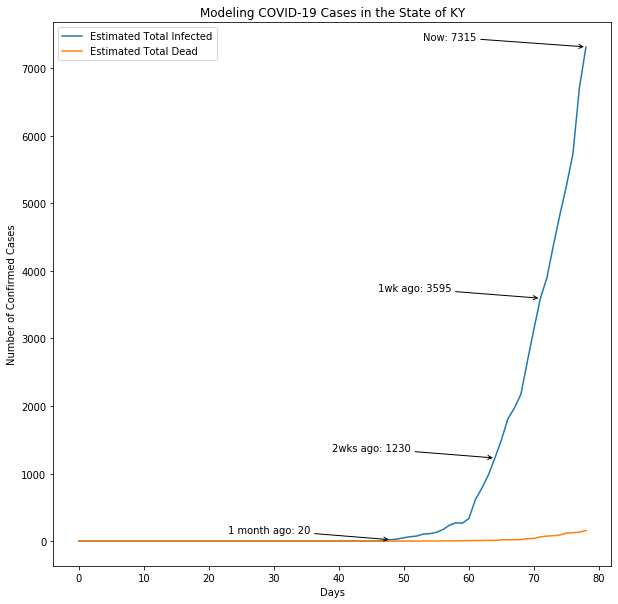 Modeling COVID-19 Cases in the State of KY
Estimated Total Infected
Estimated Total Dead
Now: 7315
1wk ago: 3595
2wks ago: 1230
1 month ago: 20
Number of Confirmed Cases
7000
6000
5000
4000
3000
2000
1000
0
0 10 20 30 40 50 60 70 80
Days